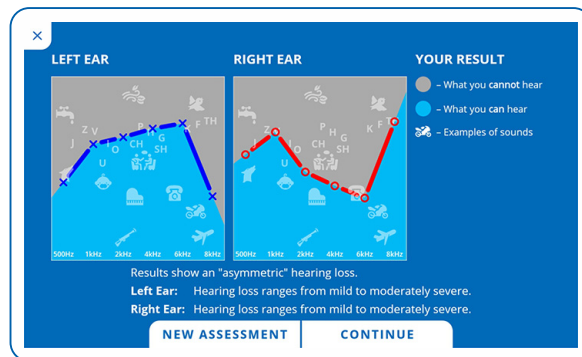 ×
LEFT EAR
RIGHT EAR
YOUR RESULT
– What you cannot hear
– What you can hear
– Examples of sounds
Z V
J
I O
U
P
H G
CH SH
K F TH
Z
J
I O
U
P
H G
CH SH
K F TH
500Hz 1kHz 2kHz 4kHz 6kHz 8kHz
500Hz 1kHz 2kHz 4kHz 6kHz 8kHz
Results show an "asymmetric" hearing loss.
Left Ear: Hearing loss ranges from mild to moderately severe.
Right Ear: Hearing loss ranges from mild to moderately severe.
NEW ASSESSMENT
CONTINUE